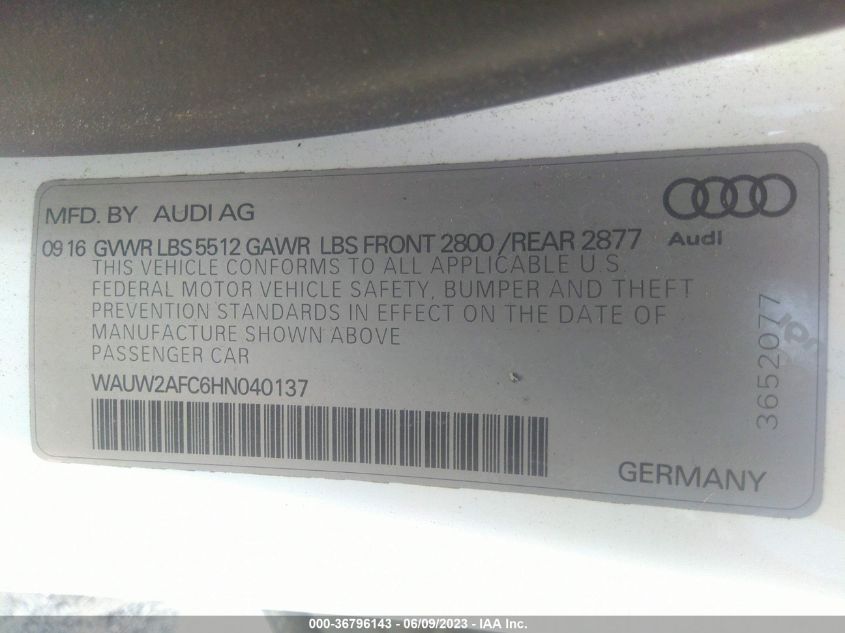 MFD. BY AUDI AG
09 16 GVWR LBS 5512 GAWR LBS FRONT 2800 /REAR 2877
Audi
THIS VEHICLE CONFORMS TO ALL APPLICABLE U.S.
FEDERAL MOTOR VEHICLE SAFETY, BUMPER AND THEFT
PREVENTION STANDARDS IN EFFECT ON THE DATE OF
MANUFACTURE SHOWN ABOVE
PASSENGER CAR
WAUW2AFC6HN040137
3652077
GERMANY
000-36796143 - 06/09/2023 - IAA Inc.